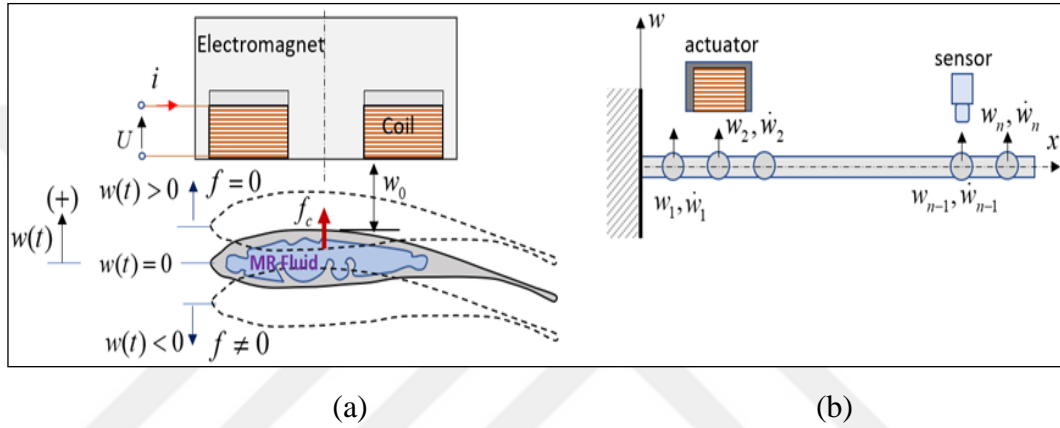 Electromagnet
i
U
Coil
w(t) > 0
f = 0
w₀
(+)
w(t)
f_c
w(t) = 0
MR Fluid
w(t) < 0
f ≠ 0
(a)
w
actuator
sensor
w₂, ẇ₂
wₙ, ẇₙ
x
w₁, ẇ₁
wₙ₋₁, ẇₙ₋₁
(b)